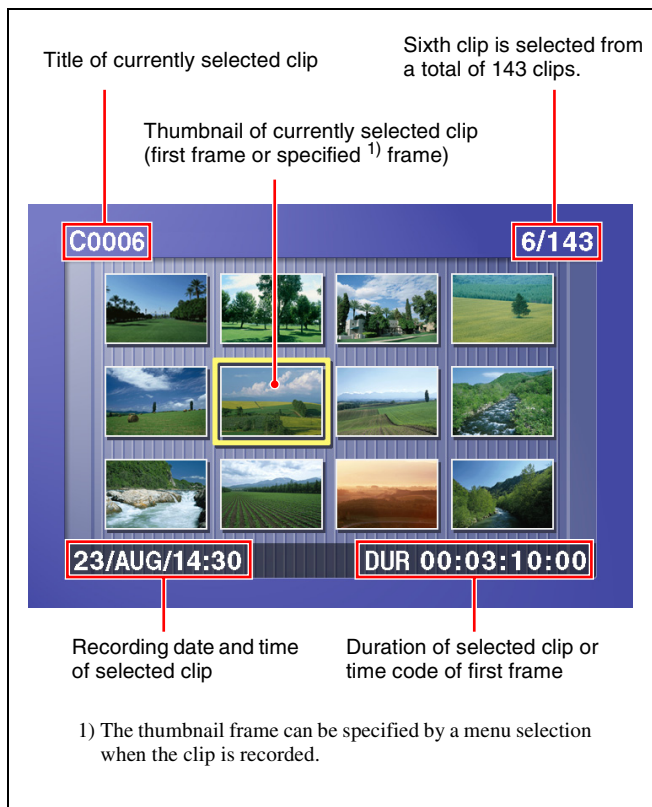 Title of currently selected clip
Sixth clip is selected from
a total of 143 clips.
Thumbnail of currently selected clip
(first frame or specified 1) frame)
C0006
6/143
23/AUG/14:30
DUR 00:03:10:00
Recording date and time
of selected clip
Duration of selected clip or
time code of first frame
1) The thumbnail frame can be specified by a menu selection
when the clip is recorded.